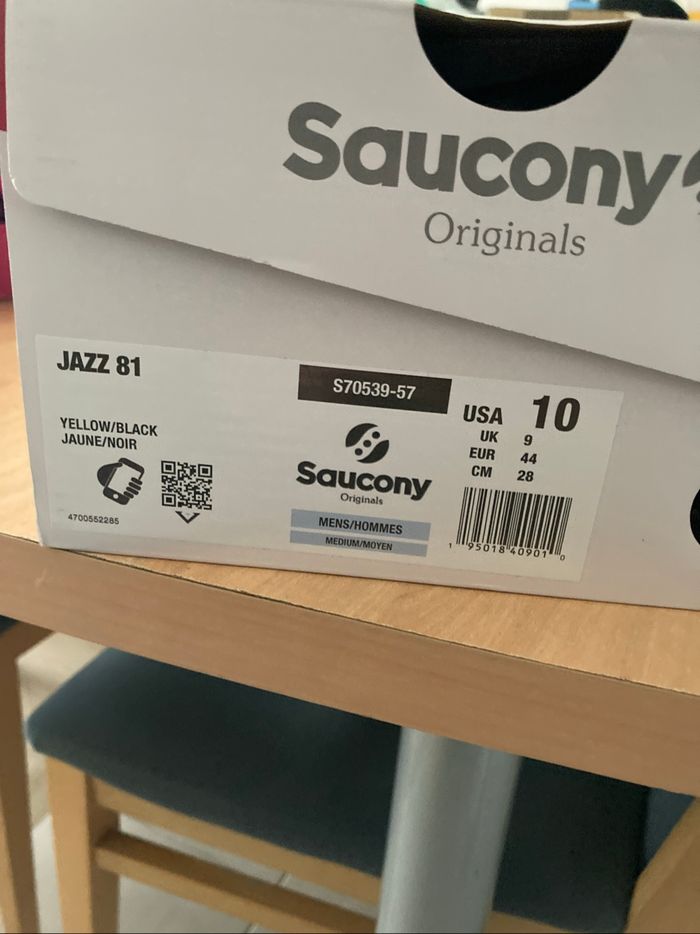 Saucony
Originals
JAZZ 81
S70539-57
YELLOW/BLACK
JAUNE/NOIR
4700552285
Saucony
Originals
MENS/HOMMES
MEDIUM/MOYEN
USA 10
UK 9
EUR 44
CM 28
1 95018 40901 0